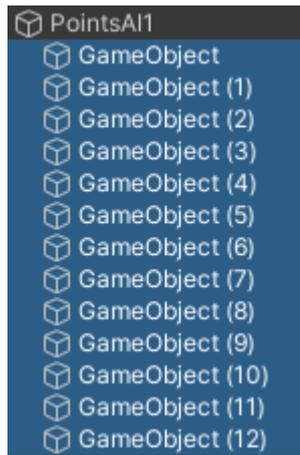 PointsAI1
GameObject
GameObject (1)
GameObject (2)
GameObject (3)
GameObject (4)
GameObject (5)
GameObject (6)
GameObject (7)
GameObject (8)
GameObject (9)
GameObject (10)
GameObject (11)
GameObject (12)